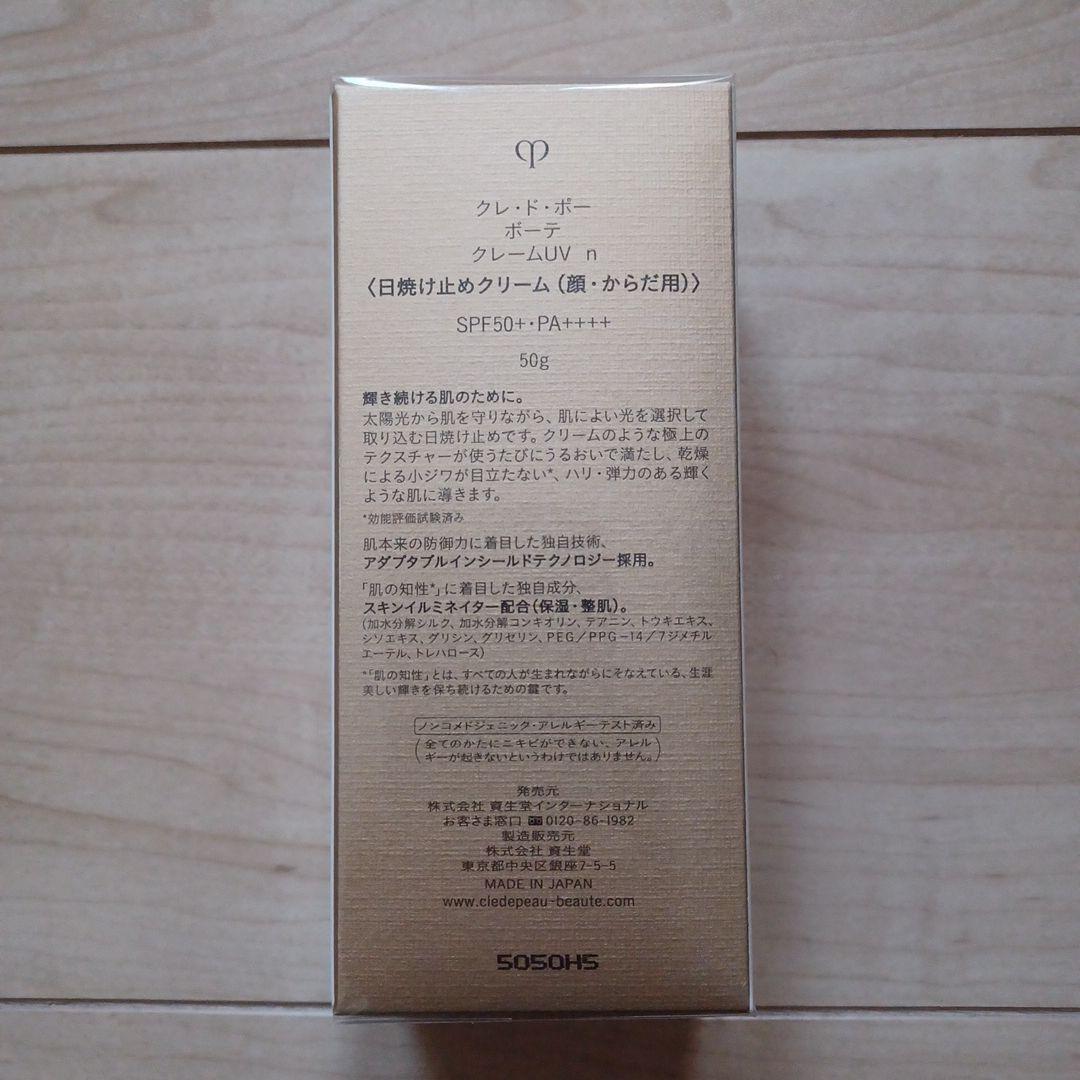 クレ・ド・ポー
ボーテ
クレームUV n
〈日焼け止めクリーム（顔・からだ用）〉
SPF50+・PA++++
50g
輝き続ける肌のために。
太陽光から肌を守りながら、肌によい光を選択して
取り込む日焼け止めです。クリームのような極上の
テクスチャーが使うたびにうるおいで満たし、乾燥
による小ジワが目立たない*、ハリ・弾力のある輝く
ような肌に導きます。
*効能評価試験済み
肌本来の防御力に着目した独自技術、
アダプタブルインシールドテクノロジー採用。
「肌の知性*」に着目した独自成分、
スキンイルミネイター配合（保湿・整肌）。
（加水分解シルク、加水分解コンキオリン、テアニン、トウキエキス、
シソエキス、グリシン、グリセリン、PEG／PPG-14／7ジメチル
エーテル、トレハロース）
*「肌の知性」とは、すべての人が生まれながらにそなえている、生涯
美しい輝きを保ち続けるための鍵です。
ノンコメドジェニック・アレルギーテスト済み
（全てのかたにニキビができない、アレル
ギーが起きないというわけではありません。）
発売元
株式会社 資生堂インターナショナル
お客さま窓口 0120-86-1982
製造販売元
株式会社 資生堂
東京都中央区銀座7-5-5
MADE IN JAPAN
www.cledepeau-beaute.com
5050H5